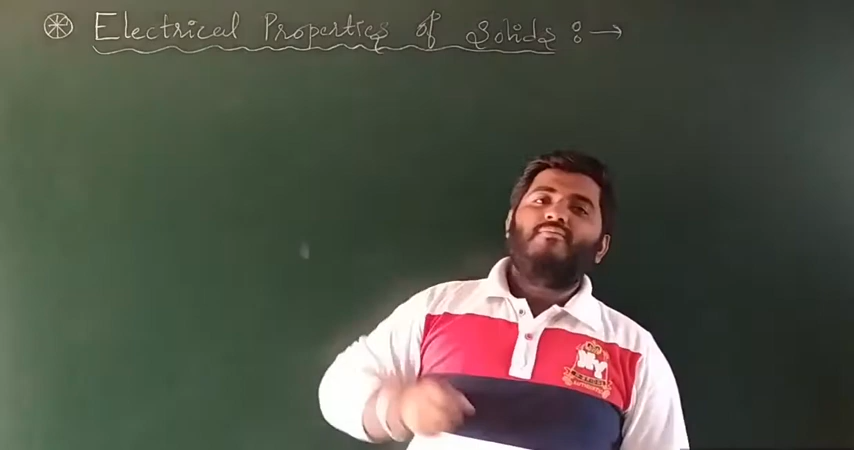 Electrical Properties of Solids :→